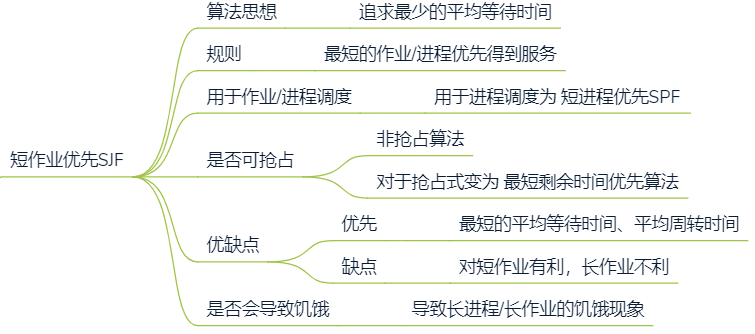 短作业优先SJF
算法思想
追求最少的平均等待时间
规则
最短的作业/进程优先得到服务
用于作业/进程调度
用于进程调度为 短进程优先SPF
是否可抢占
非抢占算法
对于抢占式变为 最短剩余时间优先算法
优缺点
优先
最短的平均等待时间、平均周转时间
缺点
对短作业有利，长作业不利
是否会导致饥饿
导致长进程/长作业的饥饿现象